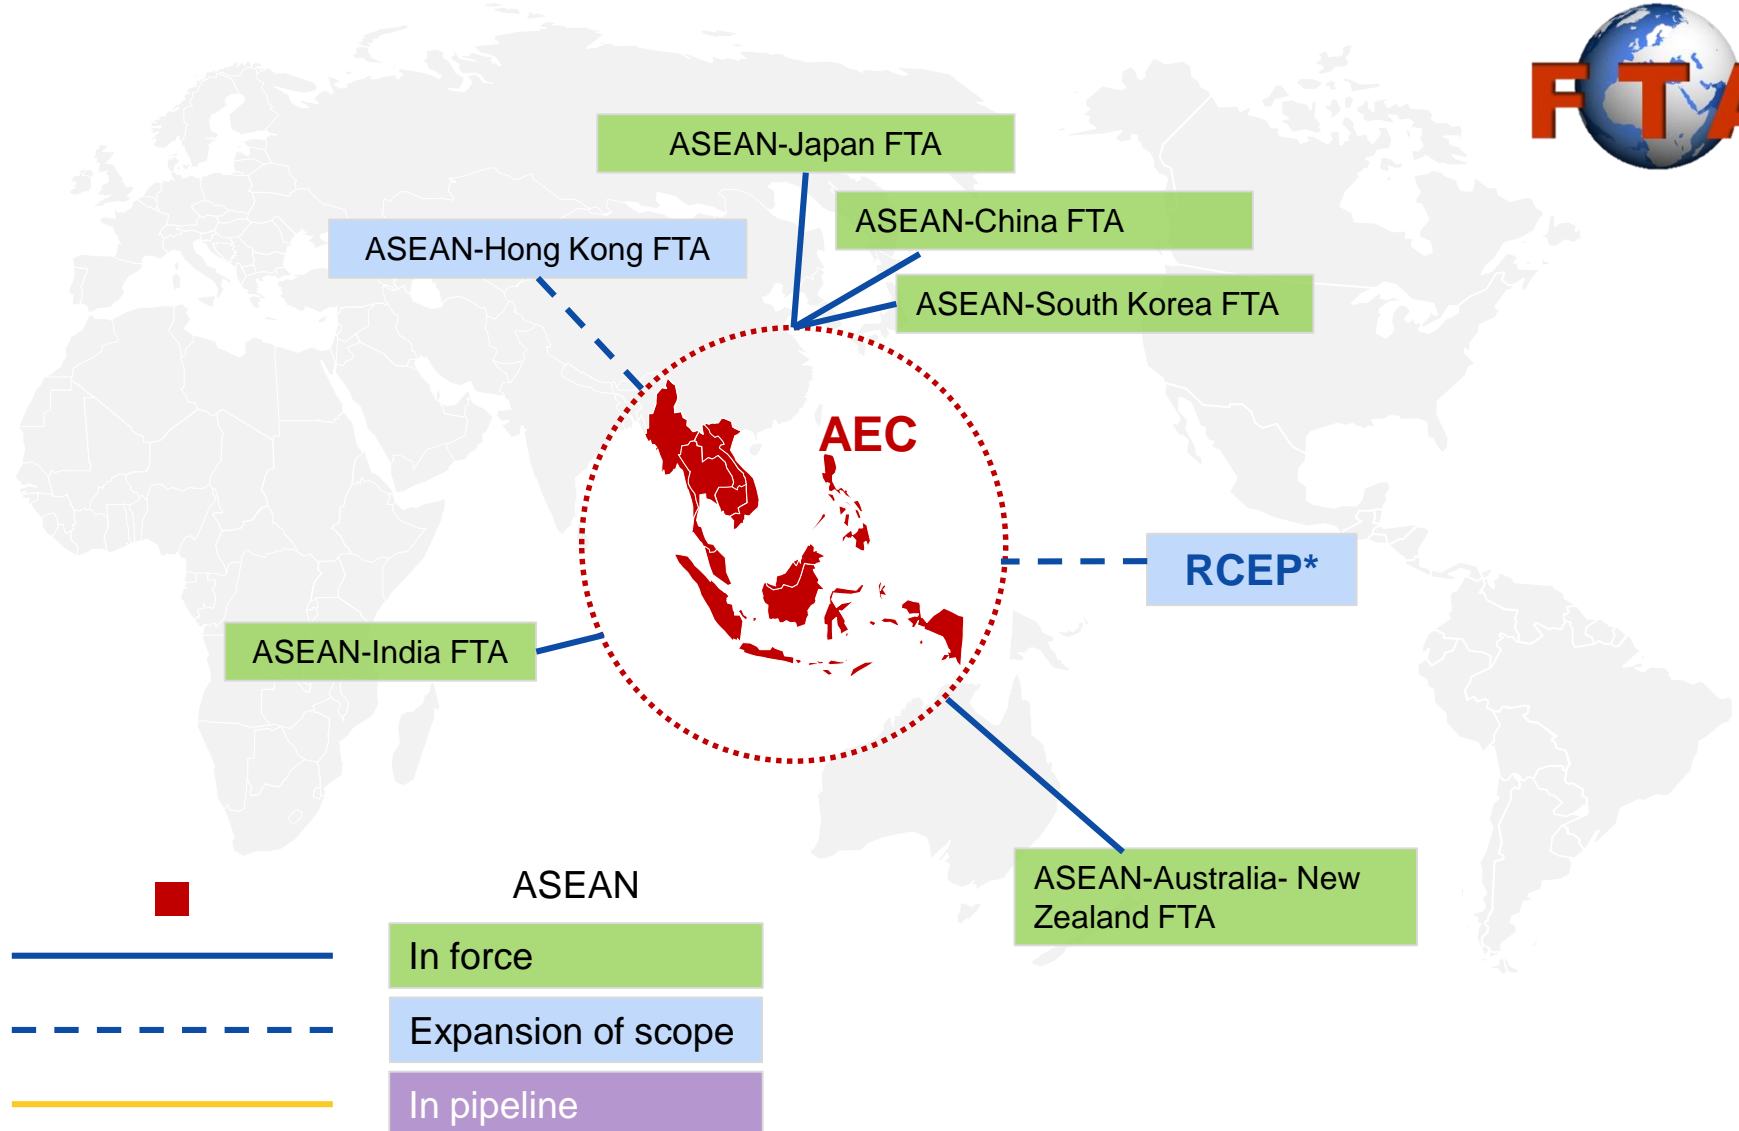 FTA
ASEAN-Japan FTA
ASEAN-China FTA
ASEAN-Hong Kong FTA
ASEAN-South Korea FTA
AEC
RCEP*
ASEAN-India FTA
ASEAN-Australia- New
Zealand FTA
ASEAN
In force
Expansion of scope
In pipeline